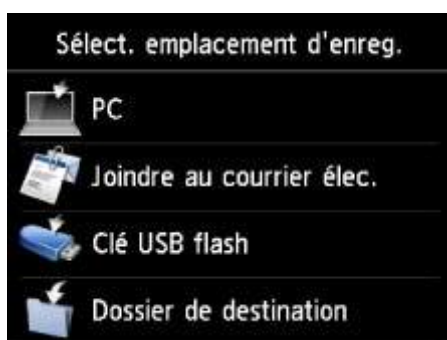 Sélect. emplacement d'enreg.
PC
Joindre au courrier élec.
Clé USB flash
Dossier de destination